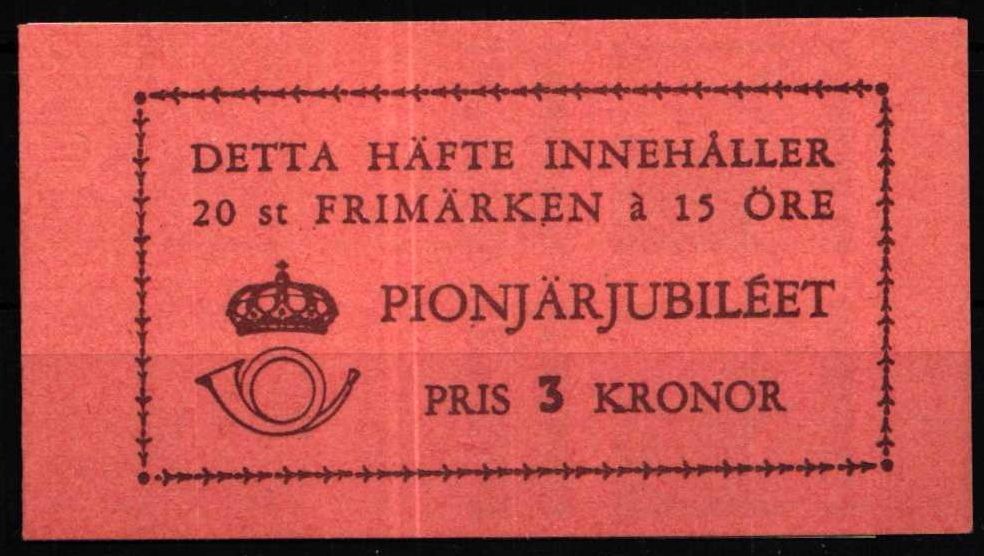 DETTA HÄFTE INNEHÅLLER
20 st FRIMÄRKEN à 15 ÖRE
PIONJÄRJUBILÉET
PRIS 3 KRONOR